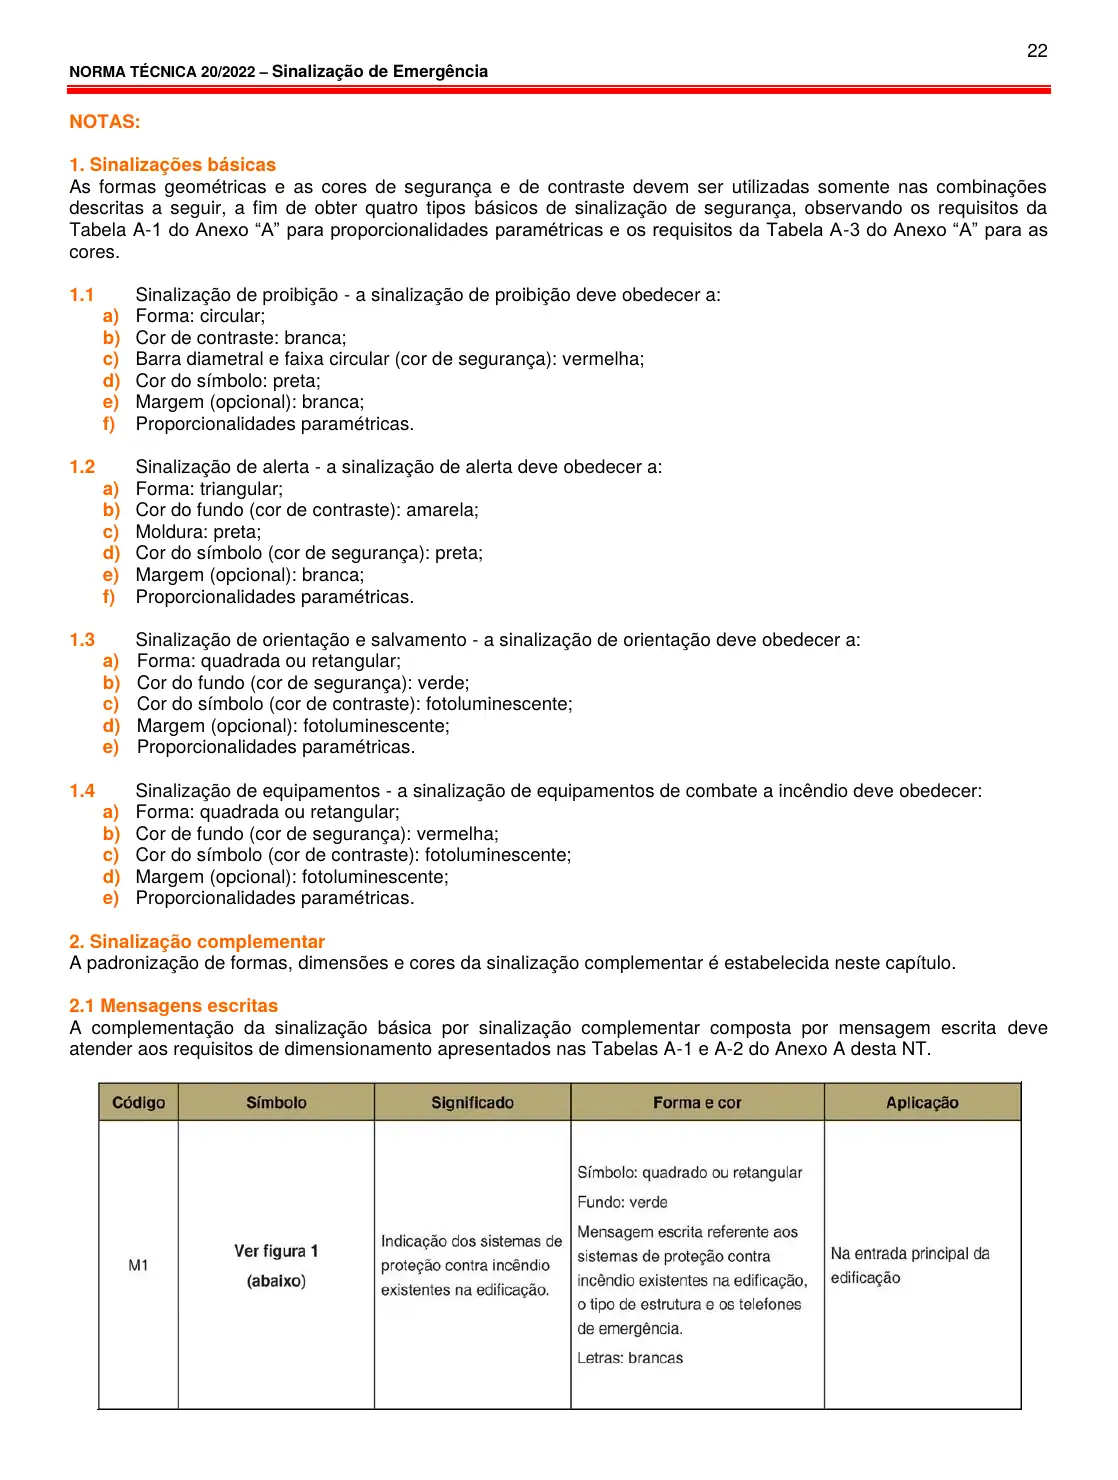 22
NORMA TÉCNICA 20/2022 – Sinalização de Emergência
NOTAS:
1. Sinalizações básicas
As formas geométricas e as cores de segurança e de contraste devem ser utilizadas somente nas combinações
descritas a seguir, a fim de obter quatro tipos básicos de sinalização de segurança, observando os requisitos da
Tabela A-1 do Anexo “A” para proporcionalidades paramétricas e os requisitos da Tabela A-3 do Anexo “A” para as
cores.
1.1 Sinalização de proibição - a sinalização de proibição deve obedecer a:
a) Forma: circular;
b) Cor de contraste: branca;
c) Barra diametral e faixa circular (cor de segurança): vermelha;
d) Cor do símbolo: preta;
e) Margem (opcional): branca;
f) Proporcionalidades paramétricas.
1.2 Sinalização de alerta - a sinalização de alerta deve obedecer a:
a) Forma: triangular;
b) Cor do fundo (cor de contraste): amarela;
c) Moldura: preta;
d) Cor do símbolo (cor de segurança): preta;
e) Margem (opcional): branca;
f) Proporcionalidades paramétricas.
1.3 Sinalização de orientação e salvamento - a sinalização de orientação deve obedecer a:
a) Forma: quadrada ou retangular;
b) Cor do fundo (cor de segurança): verde;
c) Cor do símbolo (cor de contraste): fotoluminescente;
d) Margem (opcional): fotoluminescente;
e) Proporcionalidades paramétricas.
1.4 Sinalização de equipamentos - a sinalização de equipamentos de combate a incêndio deve obedecer:
a) Forma: quadrada ou retangular;
b) Cor de fundo (cor de segurança): vermelha;
c) Cor do símbolo (cor de contraste): fotoluminescente;
d) Margem (opcional): fotoluminescente;
e) Proporcionalidades paramétricas.
2. Sinalização complementar
A padronização de formas, dimensões e cores da sinalização complementar é estabelecida neste capítulo.
2.1 Mensagens escritas
A complementação da sinalização básica por sinalização complementar composta por mensagem escrita deve
atender aos requisitos de dimensionamento apresentados nas Tabelas A-1 e A-2 do Anexo A desta NT.
Código Símbolo Significado Forma e cor Aplicação
M1
Ver figura 1
(abaixo)
Indicação dos sistemas de
proteção contra incêndio
existentes na edificação.
Símbolo: quadrado ou retangular
Fundo: verde
Mensagem escrita referente aos
sistemas de proteção contra
incêndio existentes na edificação,
o tipo de estrutura e os telefones
de emergência.
Letras: brancas
Na entrada principal da
edificação